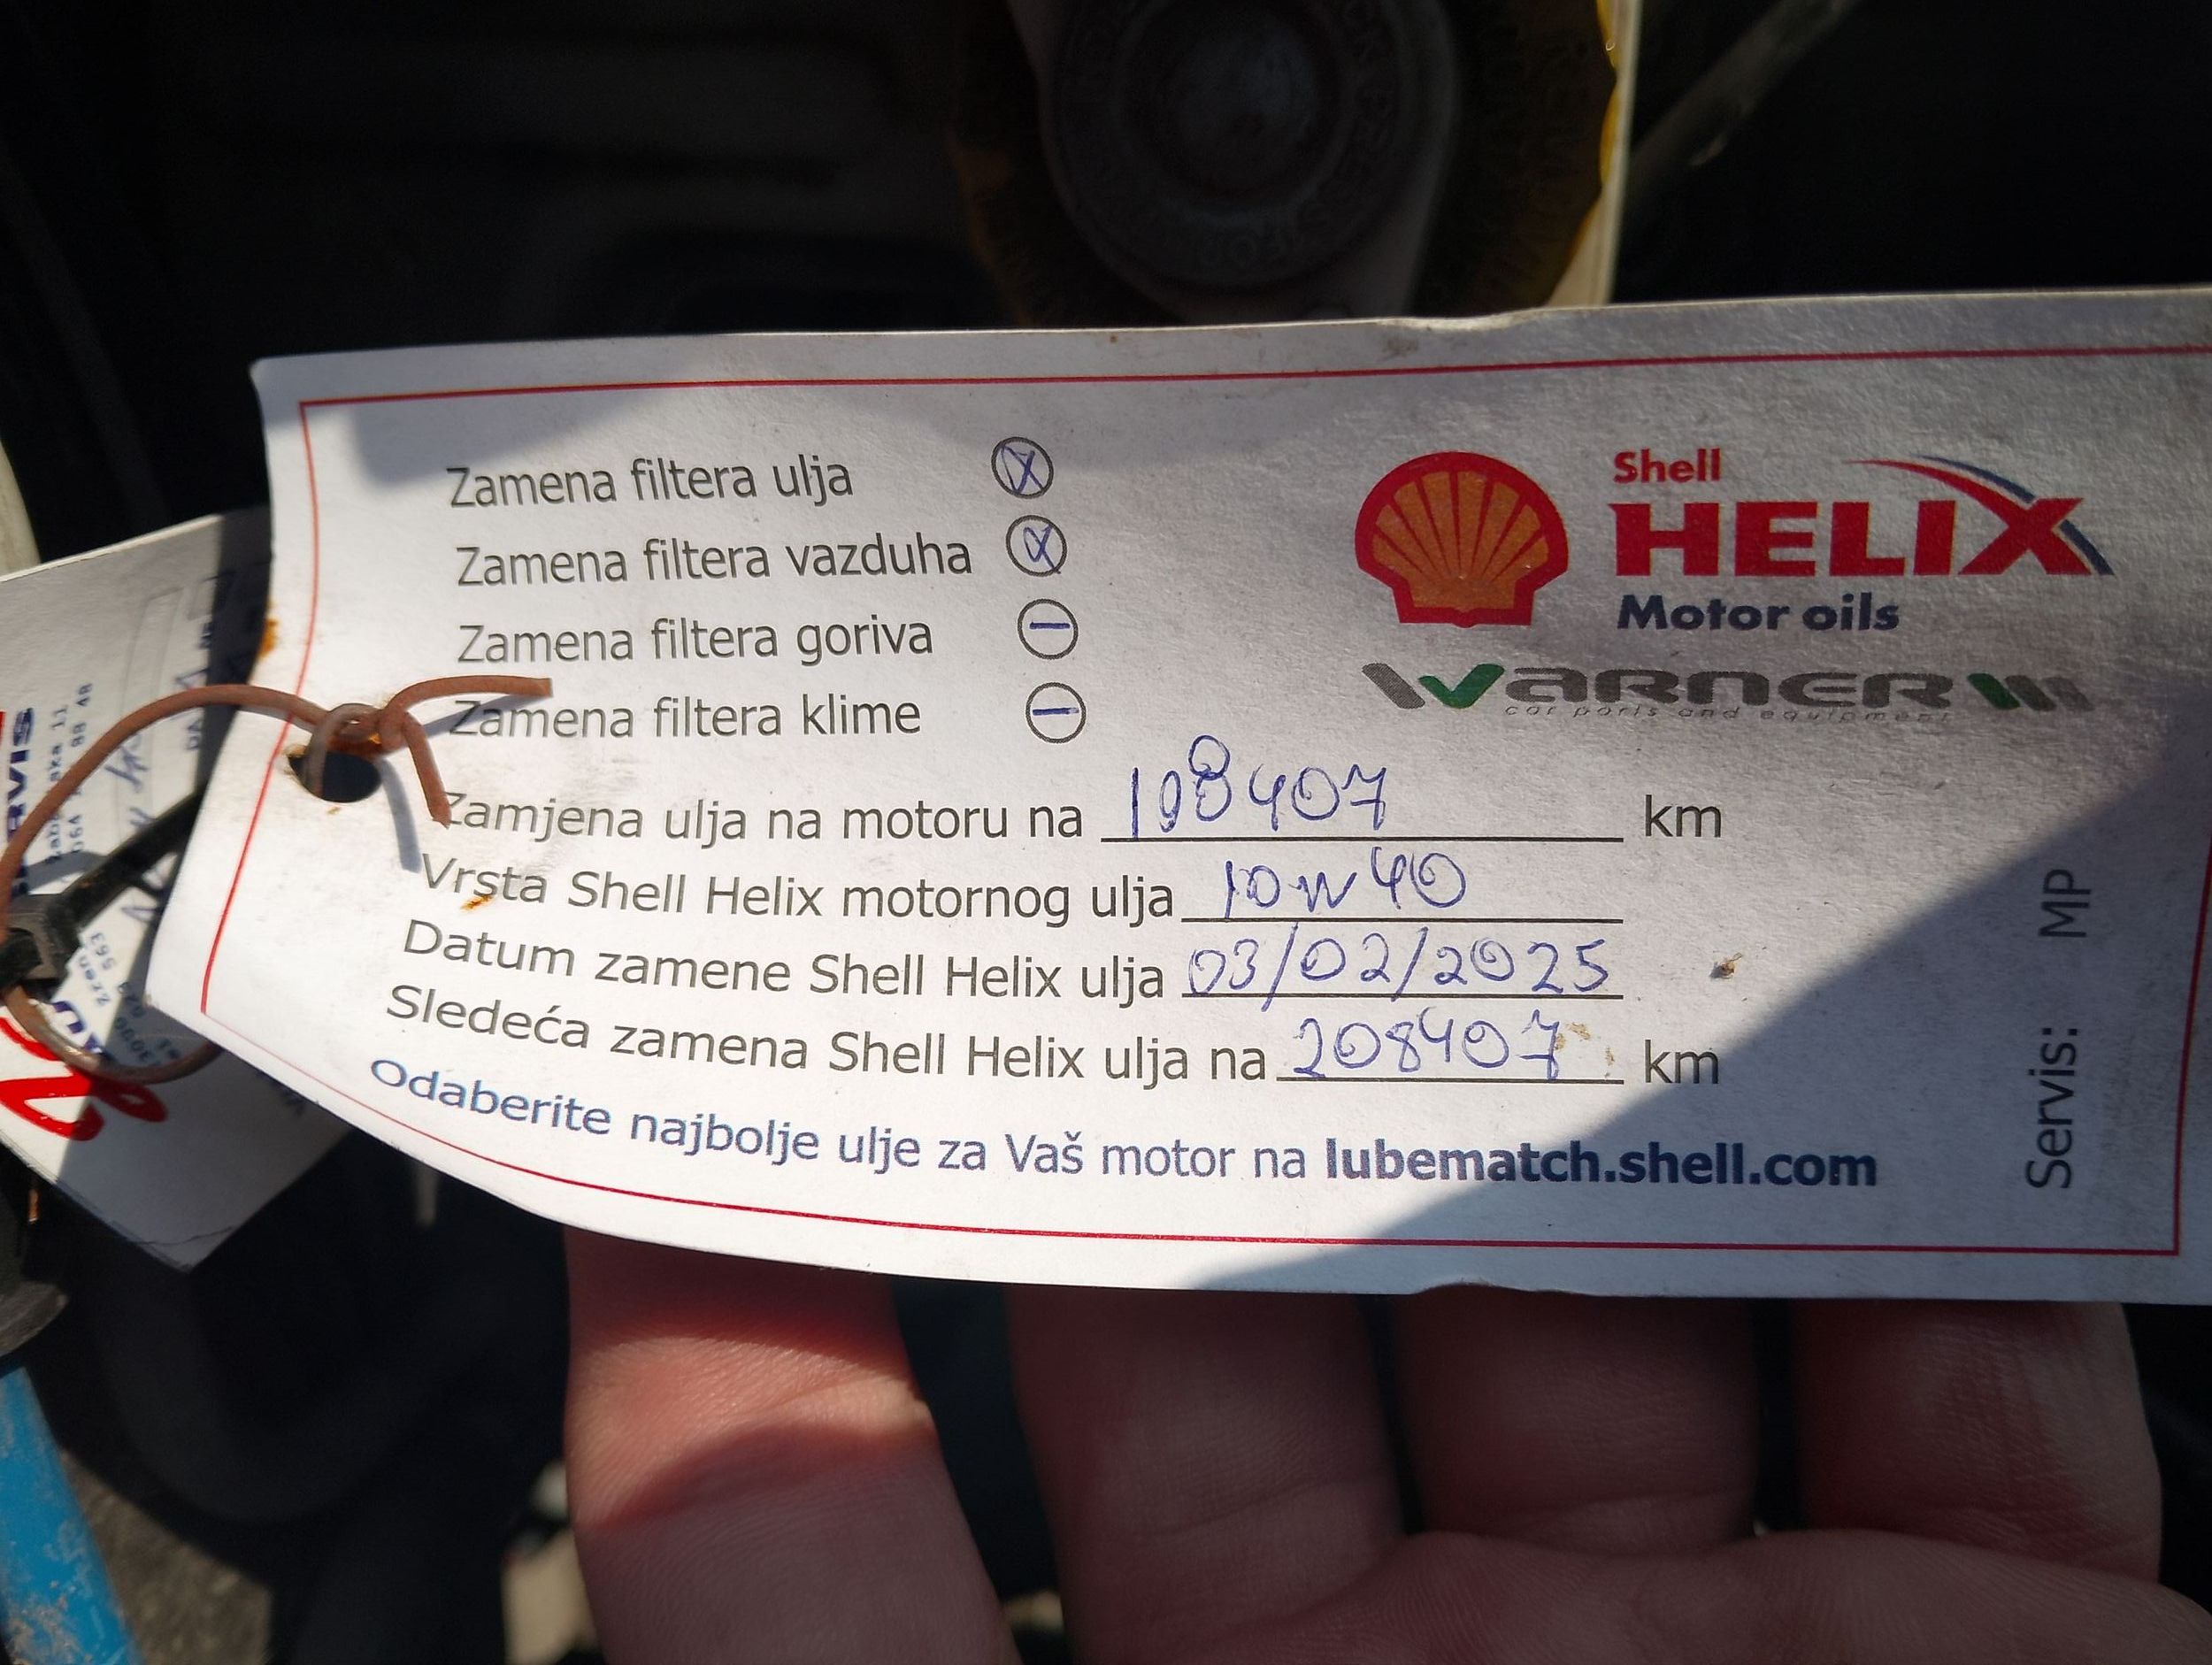 Zamena filtera ulja X
Zamena filtera vazduha X
Zamena filtera goriva –
Zamena filtera klime –
Zamjena ulja na motoru na 198407 km
Vrsta Shell Helix motornog ulja 10W40
Datum zamene Shell Helix ulja 03/02/2025
Sledeća zamena Shell Helix ulja na 208407 km
Odaberite najbolje ulje za Vaš motor na lubematch.shell.com
Shell
HELIX
Motor oils
WARNER
car parts and equipment
Servis: MP